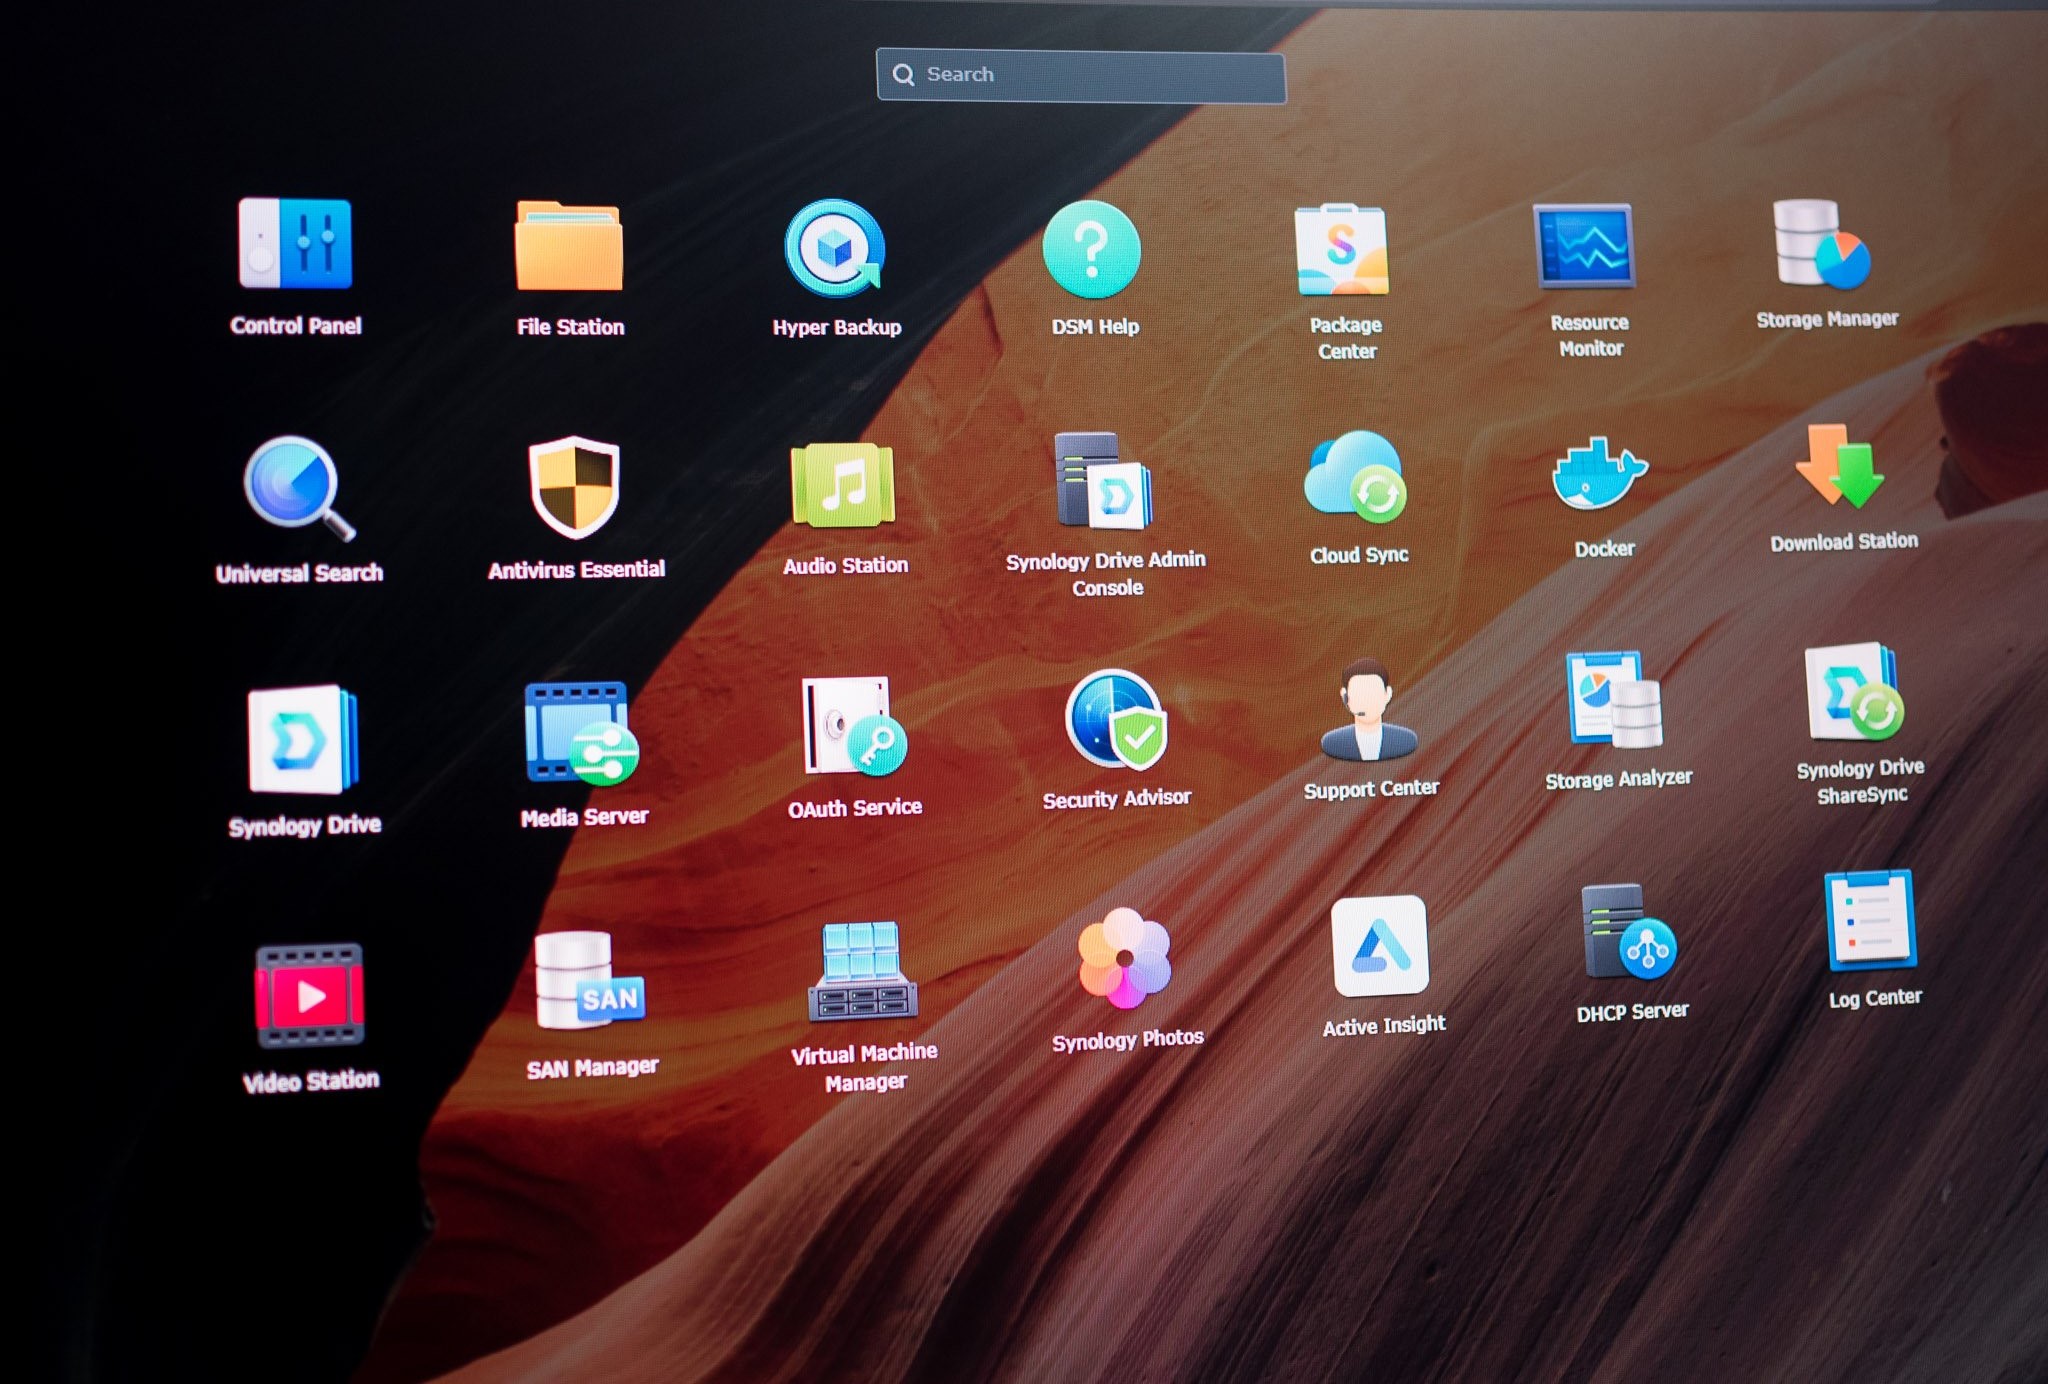 Search
Control Panel
File Station
Hyper Backup
DSM Help
S
Package
Center
Resource
Monitor
Storage Manager
Universal Search
Antivirus Essential
Audio Station
Synology Drive Admin
Console
Cloud Sync
Docker
Download Station
Synology Drive
Media Server
OAuth Service
Security Advisor
Support Center
Storage Analyzer
Synology Drive
ShareSync
Video Station
SAN
SAN Manager
Virtual Machine
Manager
Synology Photos
Active Insight
DHCP Server
Log Center